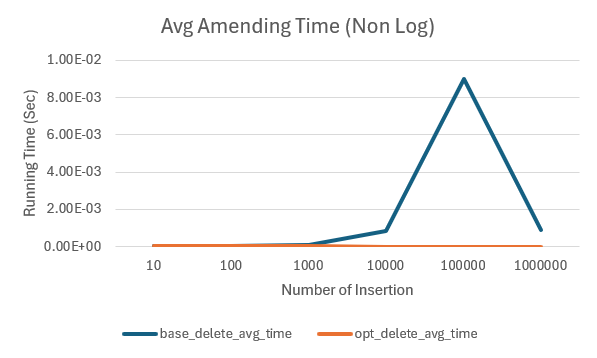 Avg Amending Time (Non Log)
1.00E-02
8.00E-03
6.00E-03
4.00E-03
2.00E-03
0.00E+00
Running Time (Sec)
10 100 1000 10000 100000 1000000
Number of Insertion
base_delete_avg_time opt_delete_avg_time